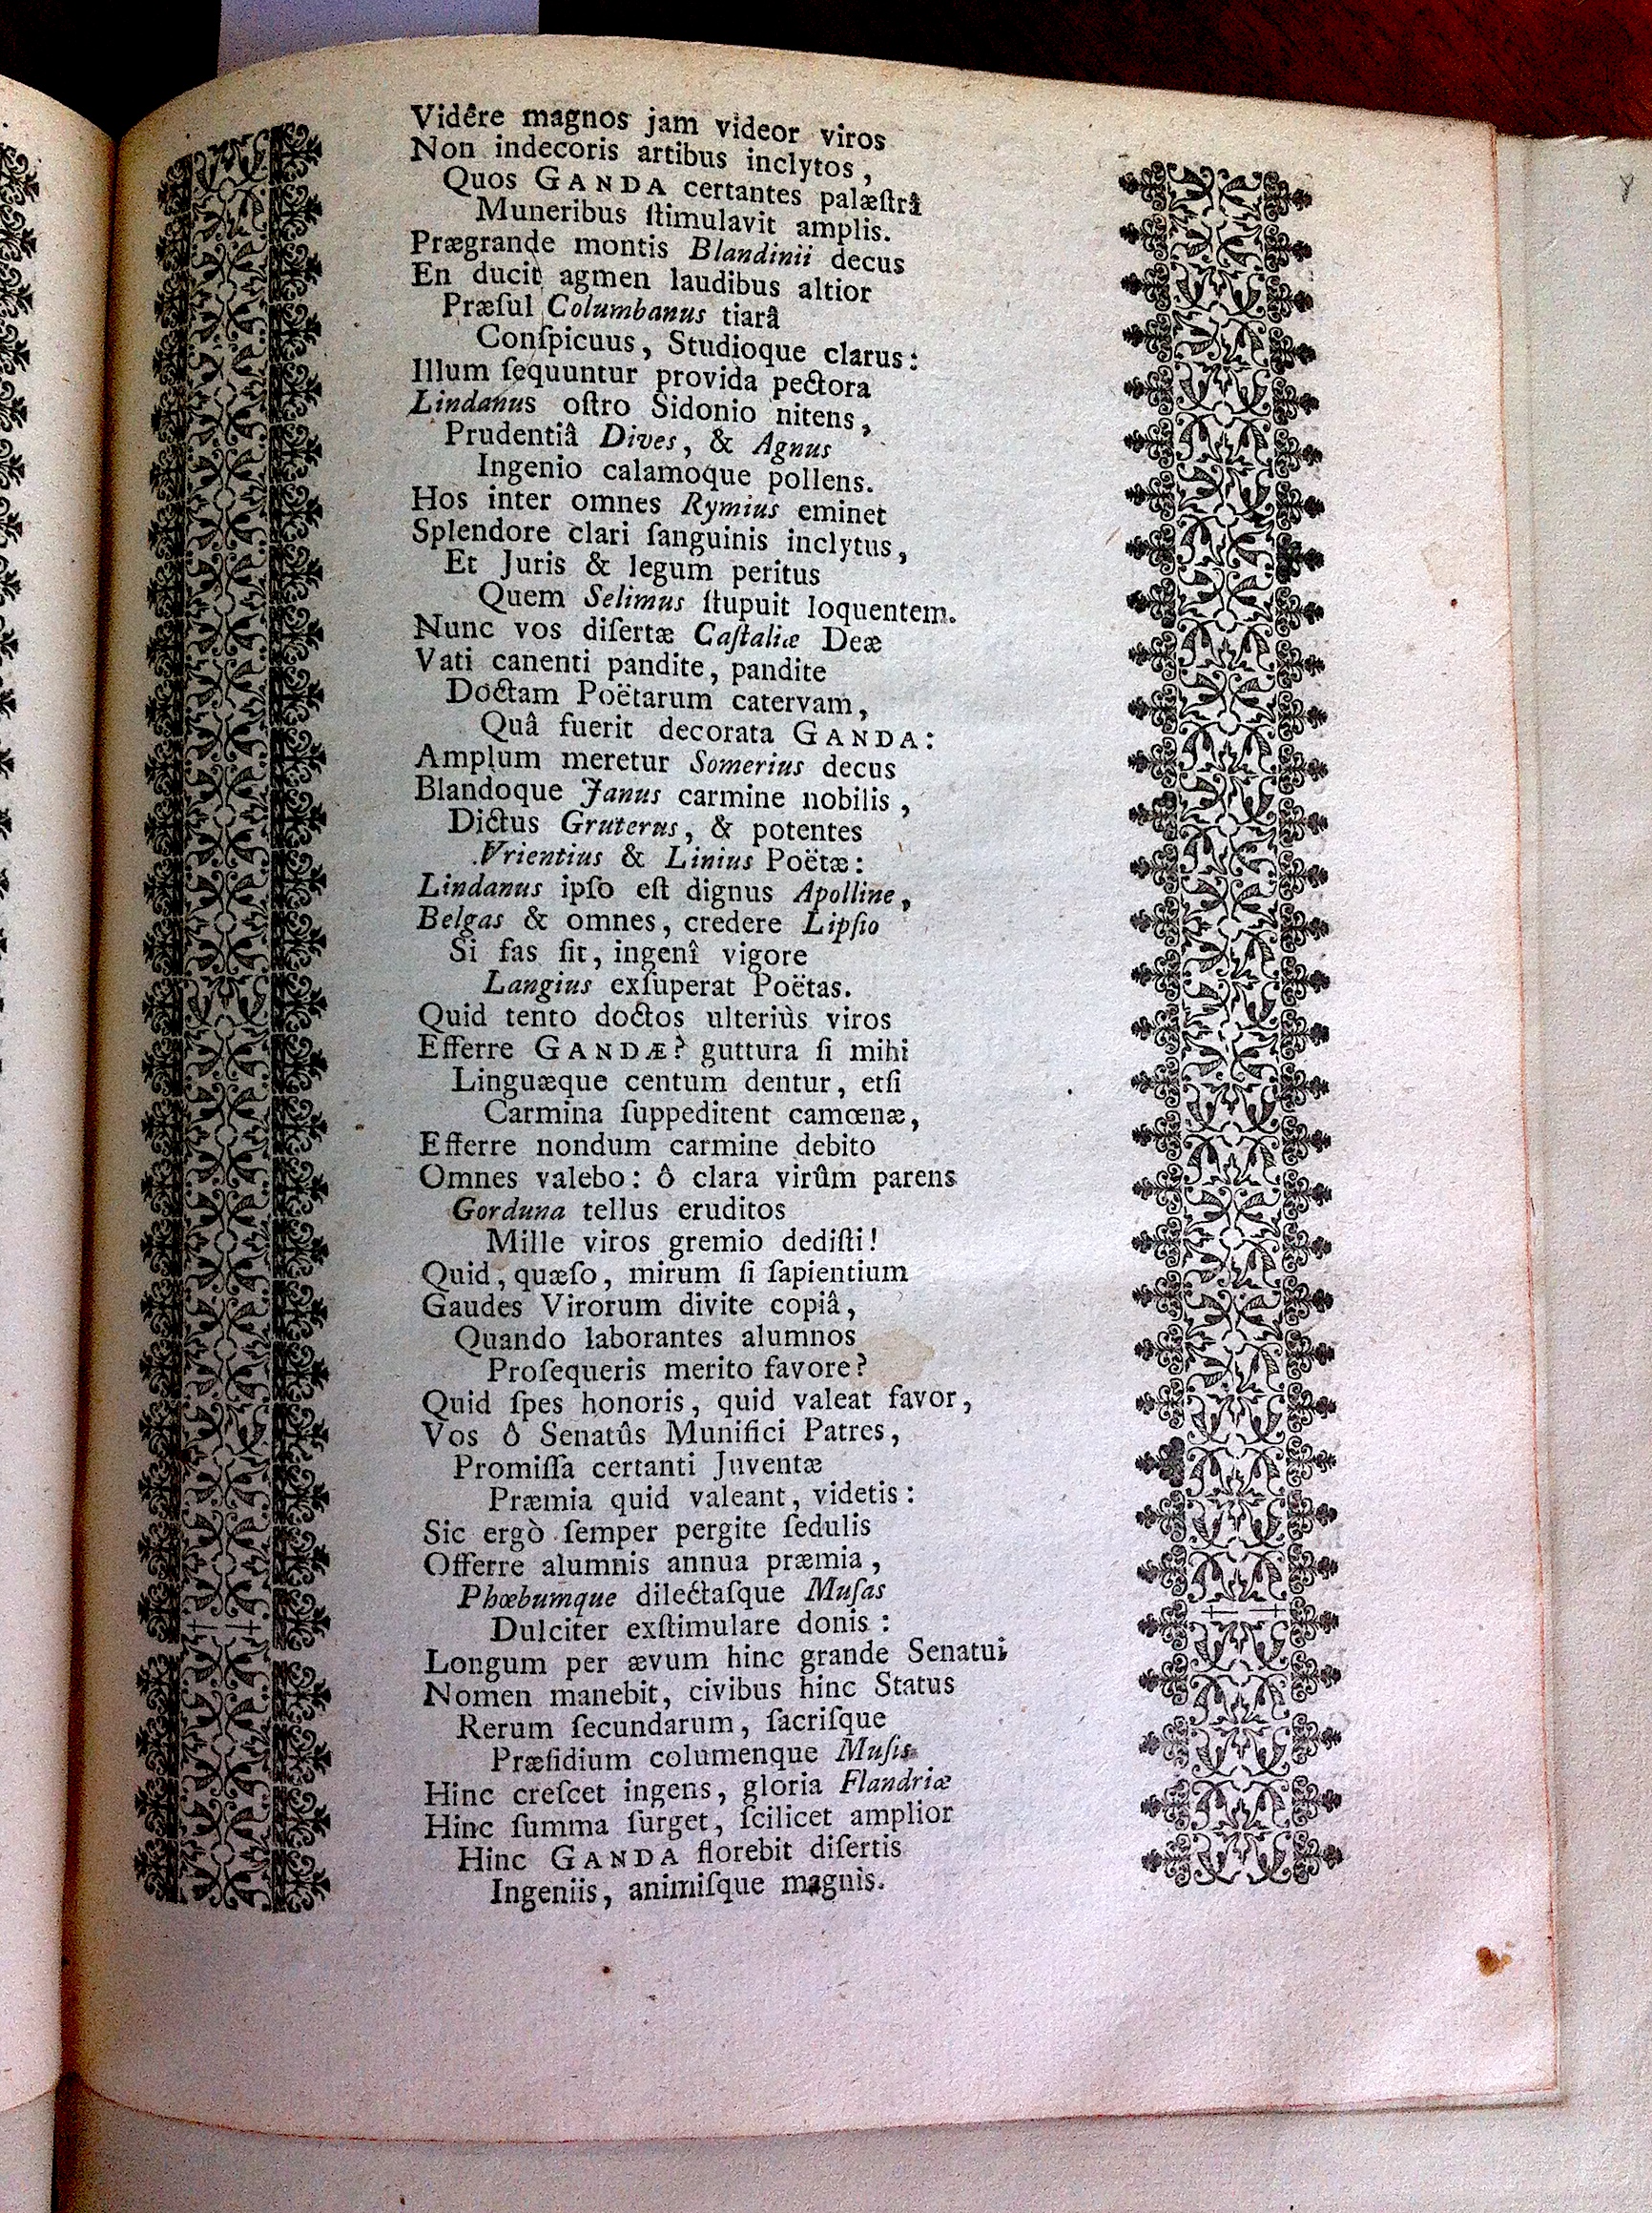 Vidêre magnos jam videor viros
Non indecoris artibus inclytos,
Quos GANDA certantes palæſtrâ
Muneribus ſtimulavit amplis.
Prægrande montis Blandinii decus
En ducit agmen laudibus altior
Præſul Columbanus tiarâ
Conſpicuus, Studioque clarus:
Illum ſequuntur provida pectora
Lindanus oſtro Sidonio nitens,
Prudentiâ Dives, & Agnus
Ingenio calamoque pollens.
Hos inter omnes Rymius eminet
Splendore clari ſanguinis inclytus,
Et Juris & legum peritus
Quem Selimus ſtupuit loquentem.
Nunc vos diſertæ Caſtaliæ Deæ
Vati canenti pandite, pandite
Doctam Poëtarum catervam,
Quâ fuerit decorata GANDA:
Amplum meretur Somerius decus
Blandoque Janus carmine nobilis,
Dictus Gruterus, & potentes
Vrientius & Linius Poëtæ:
Lindanus ipſo eſt dignus Apolline,
Belgas & omnes, credere Lipſio
Si fas ſit, ingenî vigore
Langius exſuperat Poëtas.
Quid tento doctos ulteriùs viros
Efferre GANDÆ? guttura ſi mihi
Linguæque centum dentur, etſi
Carmina ſuppeditent camœnæ,
Efferre nondum carmine debito
Omnes valebo: ô clara virûm parens
Gorduna tellus eruditos
Mille viros gremio dediſti!
Quid, quæſo, mirum ſi ſapientium
Gaudes Virorum divite copiâ,
Quando laborantes alumnos
Proſequeris merito favore?
Quid ſpes honoris, quid valeat favor,
Vos ô Senatûs Munifici Patres,
Promiſſa certanti Juventæ
Præmia quid valeant, videtis:
Sic ergò ſemper pergite ſedulis
Offerre alumnis annua præmia,
Phœbumque dilectaſque Muſas
Dulciter exſtimulare donis:
Longum per ævum hinc grande Senatui
Nomen manebit, civibus hinc Status
Rerum ſecundarum, ſacriſque
Præſidium columenque Muſis
Hinc creſcet ingens, gloria Flandriæ
Hinc ſumma ſurget, ſcilicet amplior
Hinc GANDA florebit diſertis
Ingeniis, animiſque magnis.